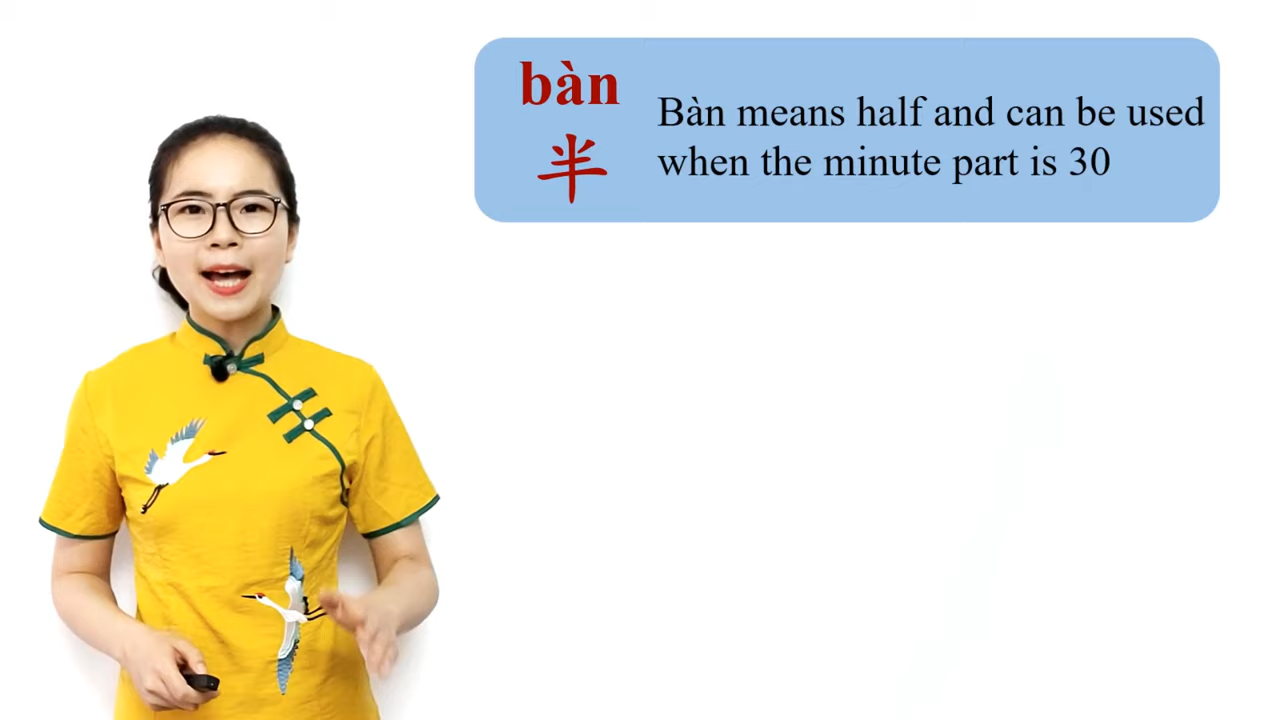 bàn
半
Bàn means half and can be used
when the minute part is 30